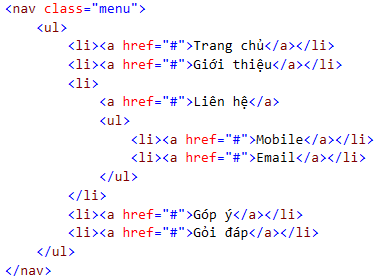 <nav class="menu">
    <ul>
        <li><a href="#">Trang chủ</a></li>
        <li><a href="#">Giới thiệu</a></li>
        <li>
            <a href="#">Liên hệ</a>
            <ul>
                <li><a href="#">Mobile</a></li>
                <li><a href="#">Email</a></li>
            </ul>
        </li>
        <li><a href="#">Góp ý</a></li>
        <li><a href="#">Gỏi đáp</a></li>
    </ul>
</nav>